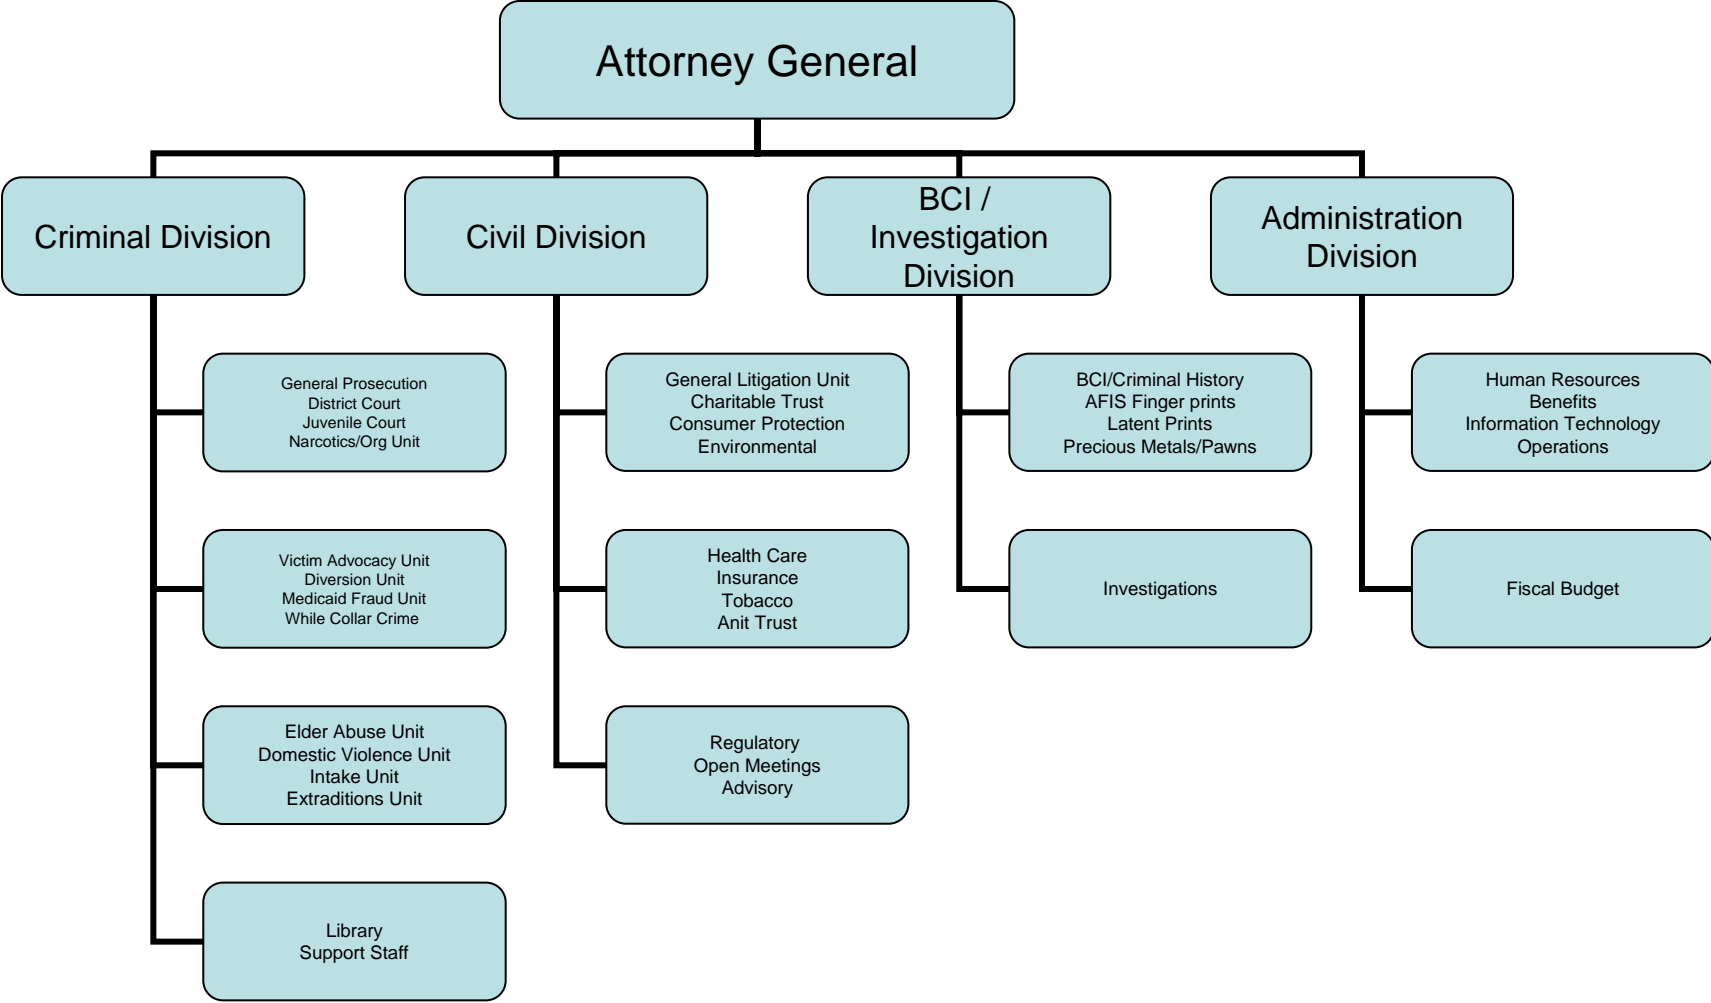 Attorney General
Criminal Division
Civil Division
BCI /
Investigation
Division
Administration
Division
General Prosecution
District Court
Juvenile Court
Narcotics/Org Unit
General Litigation Unit
Charitable Trust
Consumer Protection
Environmental
BCI/Criminal History
AFIS Finger prints
Latent Prints
Precious Metals/Pawns
Human Resources
Benefits
Information Technology
Operations
Victim Advocacy Unit
Diversion Unit
Medicaid Fraud Unit
While Collar Crime
Health Care
Insurance
Tobacco
Anit Trust
Investigations
Fiscal Budget
Elder Abuse Unit
Domestic Violence Unit
Intake Unit
Extraditions Unit
Regulatory
Open Meetings
Advisory
Library
Support Staff